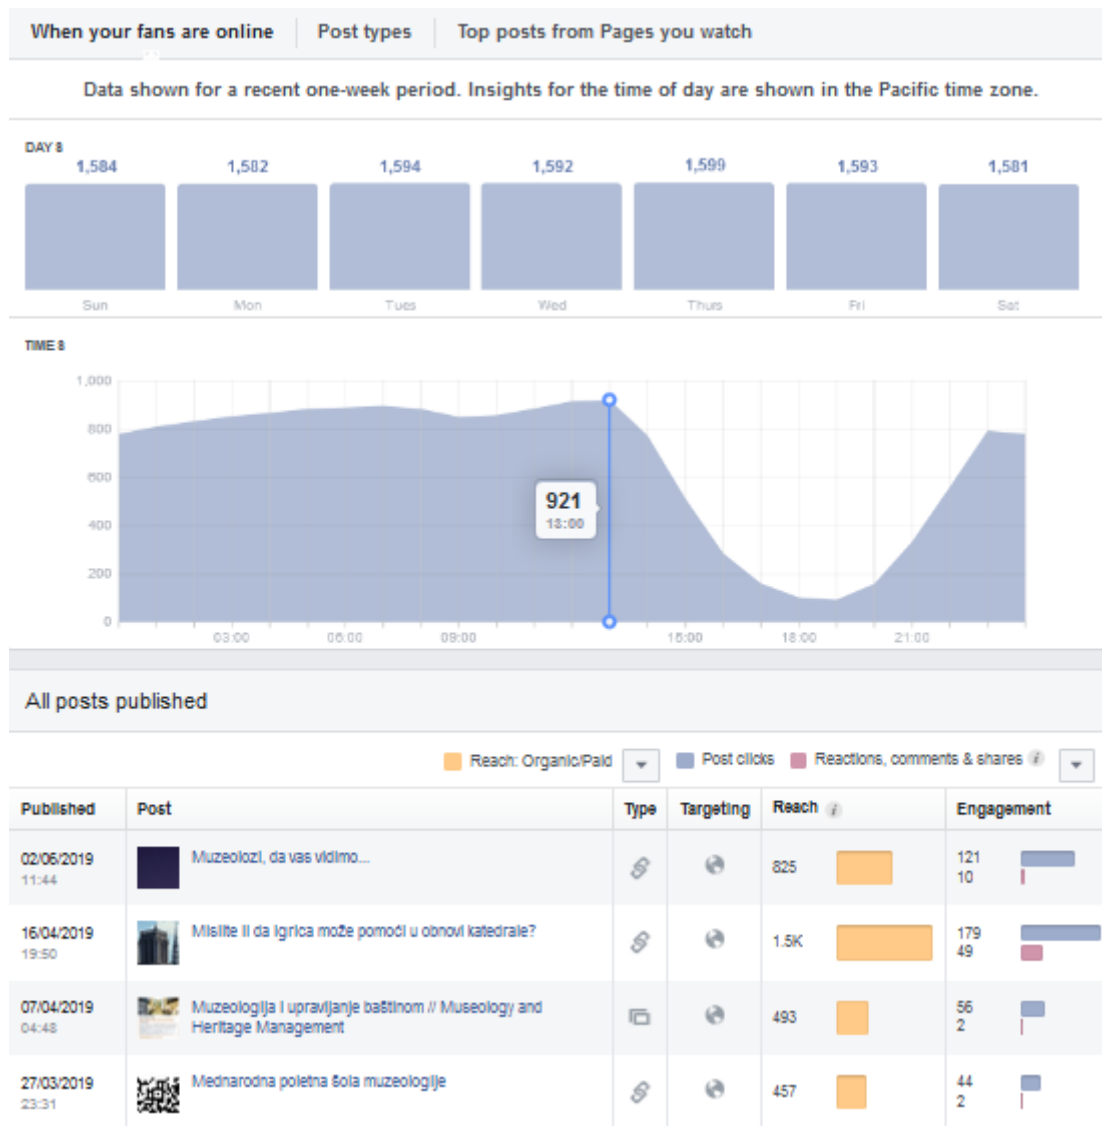 When your fans are online Post types Top posts from Pages you watch
Data shown for a recent one-week period. Insights for the time of day are shown in the Pacific time zone.
DAYS
1,584 1,582 1,594 1,592 1,599 1,593 1,581
Sun Mon Tues Wed Thurs Fri Sat
TIMES
1,000
800
600
400
200
0
921
13:00
03:00 06:00 09:00 15:00 18:00 21:00
All posts published
Reach: Organic/Paid Post clicks Reactions, comments & shares i
Published Post Type Targeting Reach i Engagement
02/06/2019 Muzeolozi, da vas vidimo... 825 121
11:44 10
16/04/2019 Mislite li da igrica može pomoći u obnovi katedrale? 1.5K 179
19:50 49
07/04/2019 Muzeologija i upravljanje baštinom // Museology and 493 56
04:48 Heritage Management 2
27/03/2019 Mednarodna poletna šola muzeologije 457 44
23:31 2